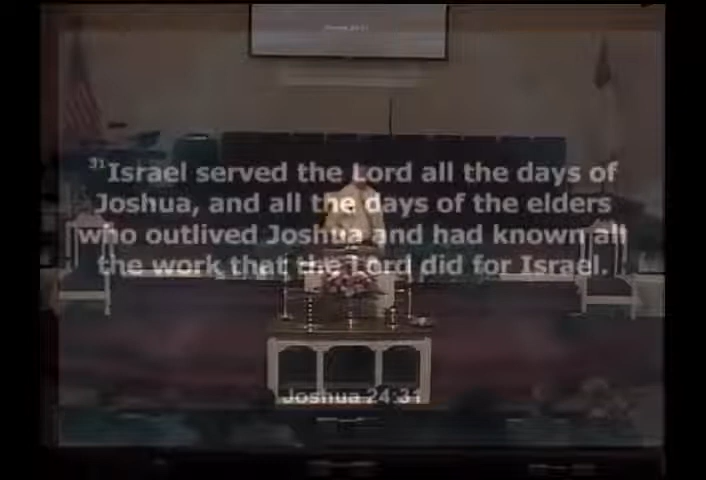 ³¹Israel served the Lord all the days of
Joshua, and all the days of the elders
who outlived Joshua and had known all
the work that the Lord did for Israel.
Joshua 24:31